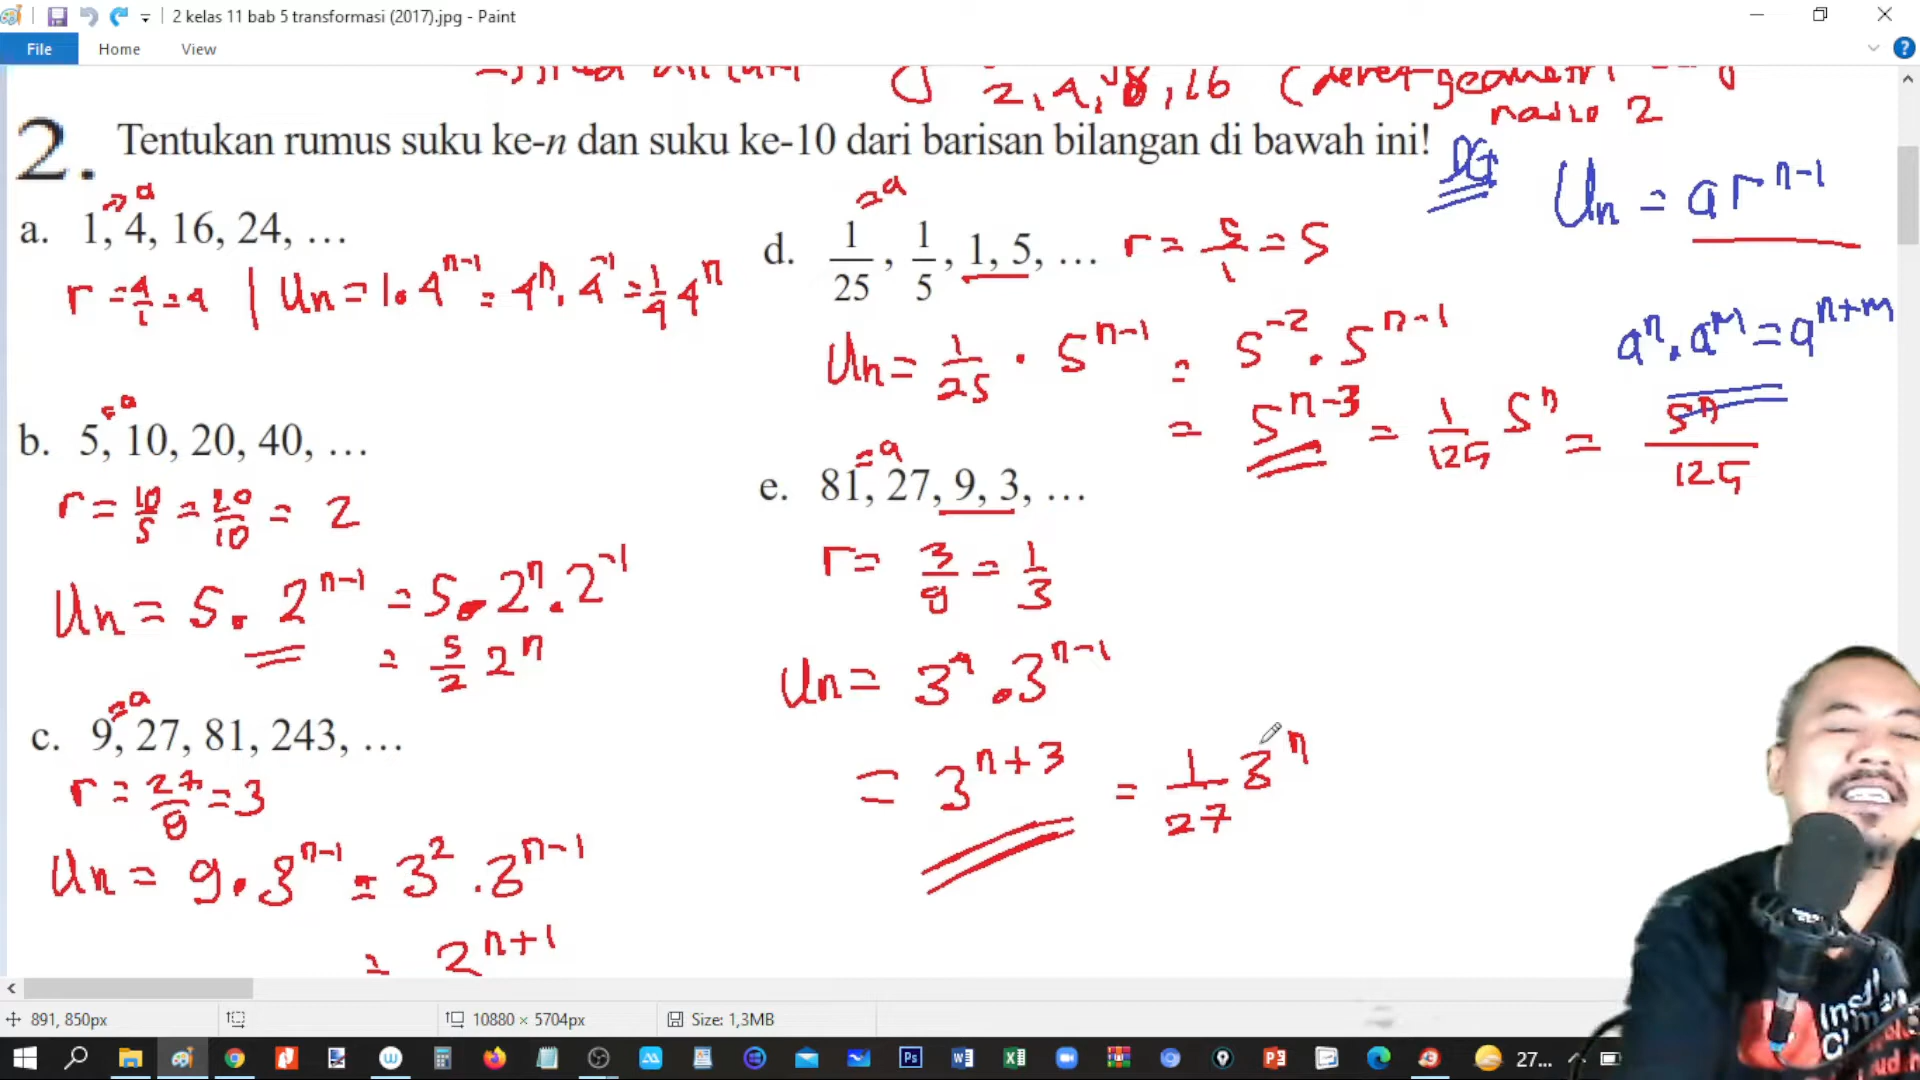 2 kelas 11 bab 5 transformasi (2017).jpg - Paint
File Home View
2, 4, 8, 16 (deret geometri
rasio 2
2. Tentukan rumus suku ke-n dan suku ke-10 dari barisan bilangan di bawah ini!
DG Un = ar^{n-1}
=a
a. 1, 4, 16, 24, …
r = 4/1 = 4 | Un = 1 . 4^{n-1} = 4^n . 4^{-1} = 1/4 4^n
=a
b. 5, 10, 20, 40, …
r = 10/5 = 20/10 = 2
Un = 5 . 2^{n-1} = 5 . 2^n . 2^{-1}
= 5/2 2^n
=a
c. 9, 27, 81, 243, …
r = 27/9 = 3
Un = 9 . 3^{n-1} = 3^2 . 3^{n-1}
= 2^{n+1}
=a
d. 1/25, 1/5, 1, 5, … r = 5/1 = 5
Un = 1/25 . 5^{n-1} = 5^{-2} . 5^{n-1}
a^n . a^m = a^{n+m}
= 5^{n-3} = 1/125 5^n = 5^n/125
=a
e. 81, 27, 9, 3, …
r = 3/9 = 1/3
Un = 3^4 . 3^{n-1}
= 3^{n+3} = 1/27 3^n
891, 850px 10880 × 5704px Size: 1,3MB
27...